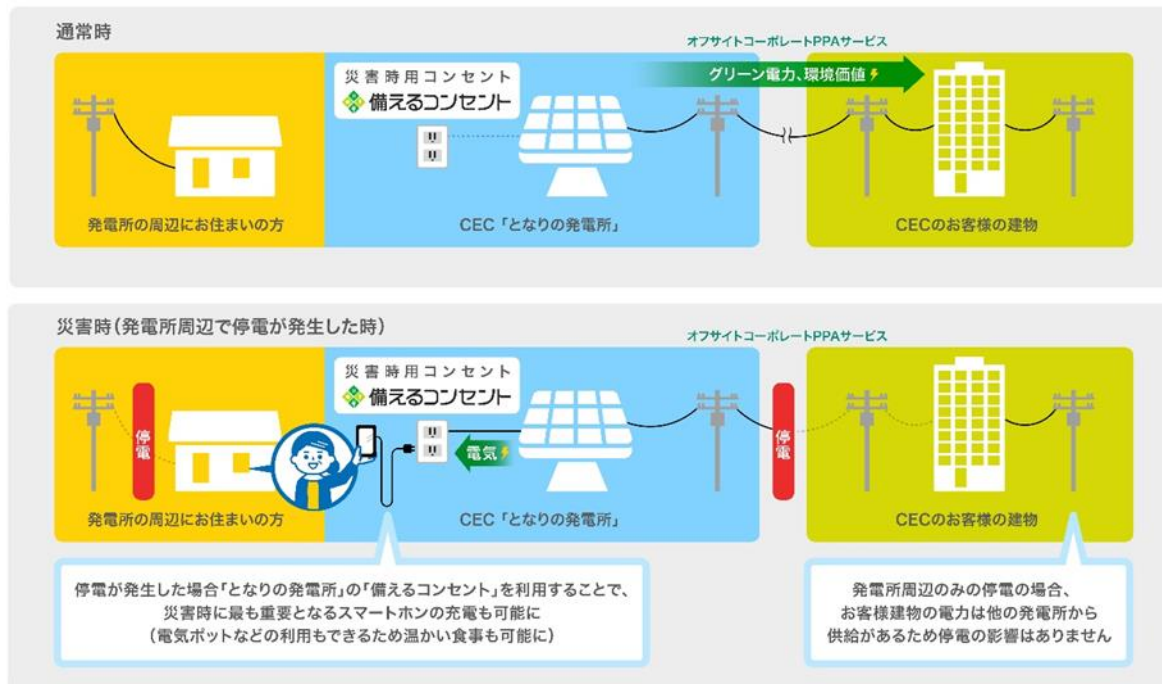 通常時
オフサイトコーポレートPPAサービス
災害時用コンセント
備えるコンセント
グリーン電力、環境価値
発電所の周辺にお住まいの方
CEC「となりの発電所」
CECのお客様の建物
災害時（発電所周辺で停電が発生した時）
オフサイトコーポレートPPAサービス
災害時用コンセント
備えるコンセント
停電
電気
停電
発電所の周辺にお住まいの方
CEC「となりの発電所」
CECのお客様の建物
停電が発生した場合「となりの発電所」の「備えるコンセント」を利用することで、
災害時に最も重要となるスマートホンの充電も可能に
（電気ポットなどの利用もできるため温かい食事も可能に）
発電所周辺のみの停電の場合、
お客様建物の電力は他の発電所から
供給があるため停電の影響はありません